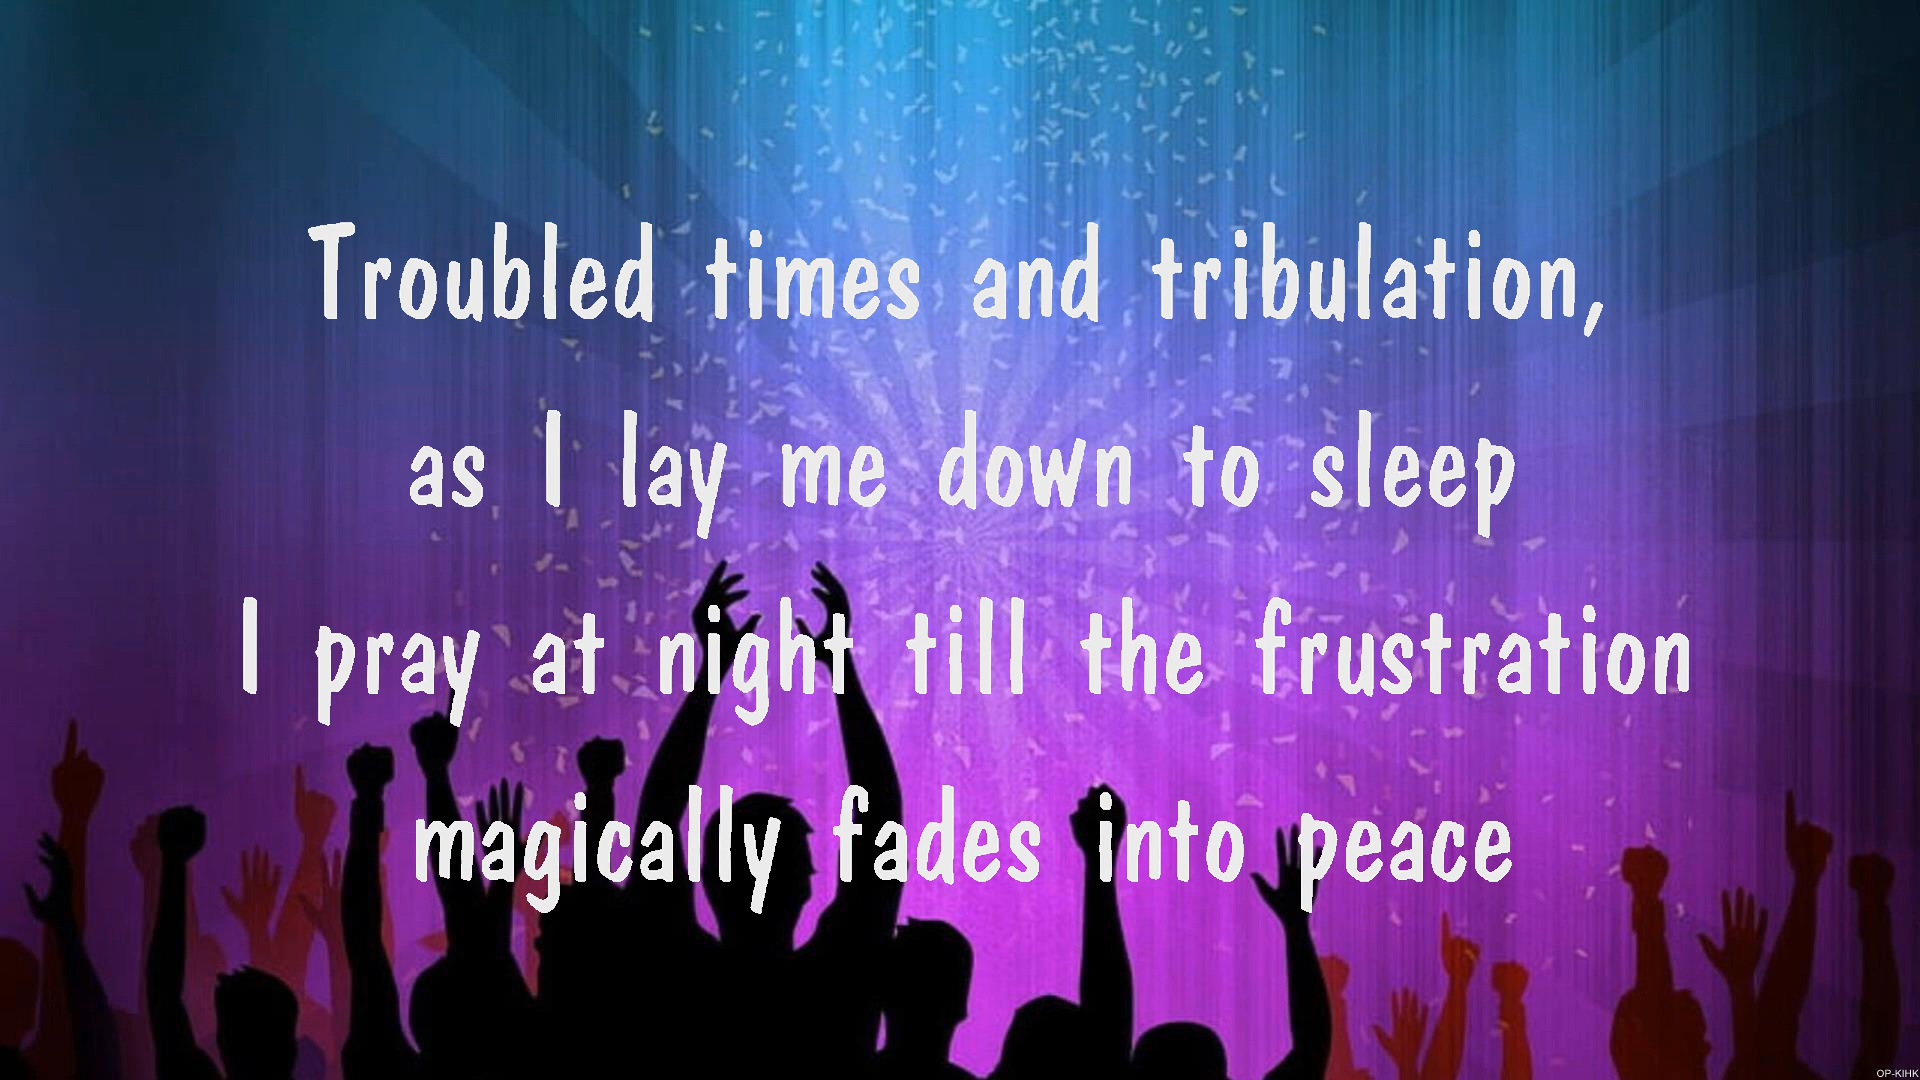 Troubled times and tribulation,
as I lay me down to sleep
I pray at night till the frustration
magically fades into peace
OP-KIHK